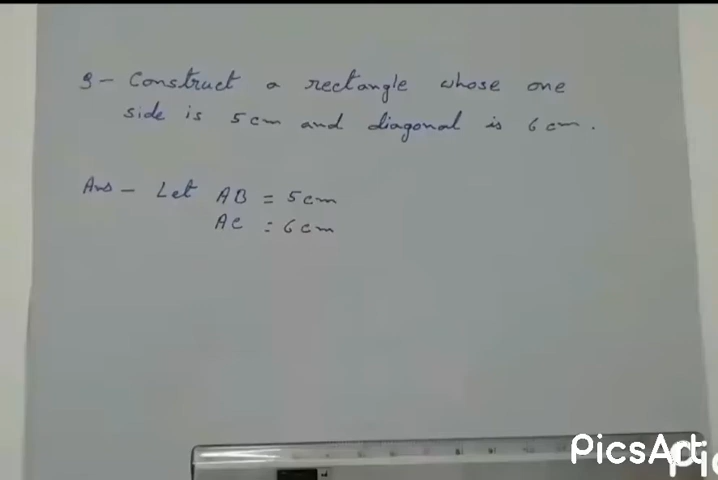 9- Construct a rectangle whose one
side is 5cm and diagonal is 6cm.
Ans- Let AB = 5cm
AC = 6cm
PicsArt